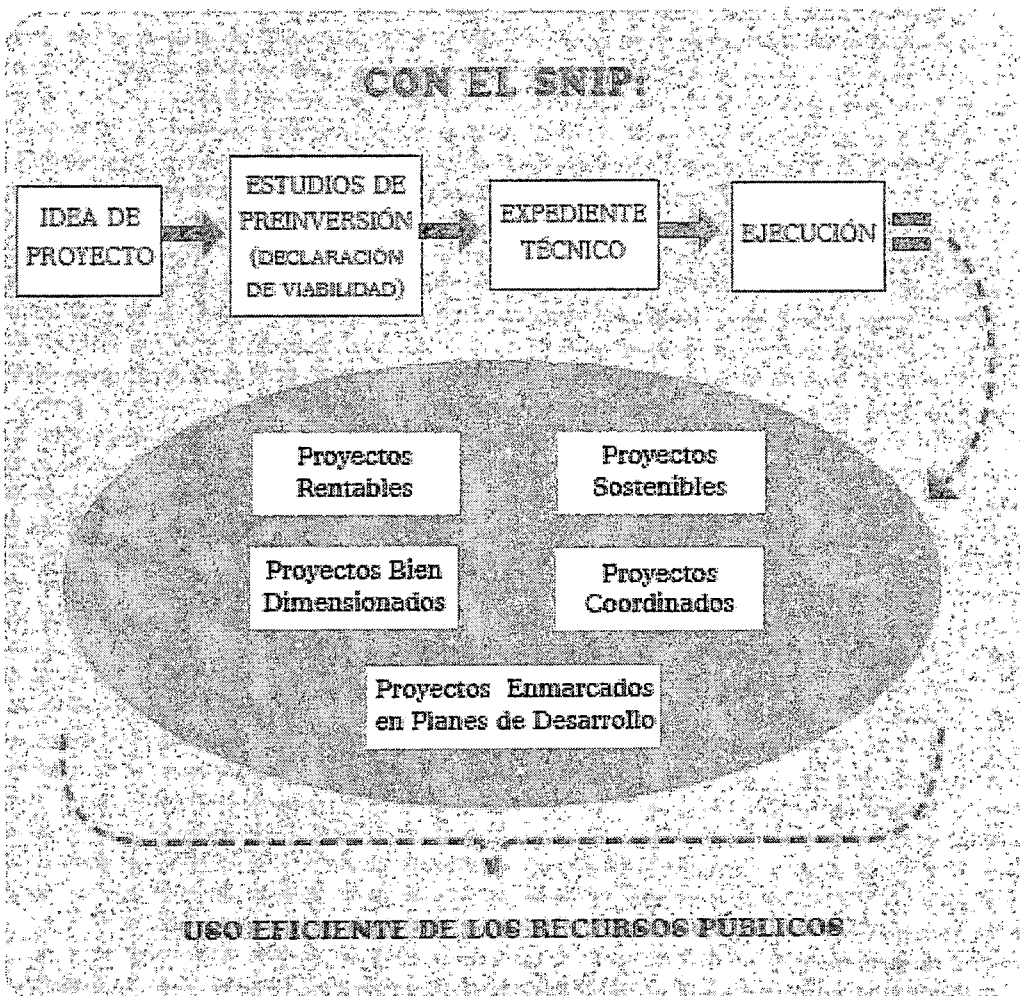 CON EL SNIP:
IDEA DE
PROYECTO
ESTUDIOS DE
PREINVERSIÓN
(DECLARACIÓN
DE VIABILIDAD)
EXPEDIENTE
TÉCNICO
EJECUCIÓN
Proyectos
Rentables
Proyectos
Sostenibles
Proyectos Bien
Dimensionados
Proyectos
Coordinados
Proyectos Enmarcados
en Planes de Desarrollo
USO EFICIENTE DE LOS RECURSOS PÚBLICOS